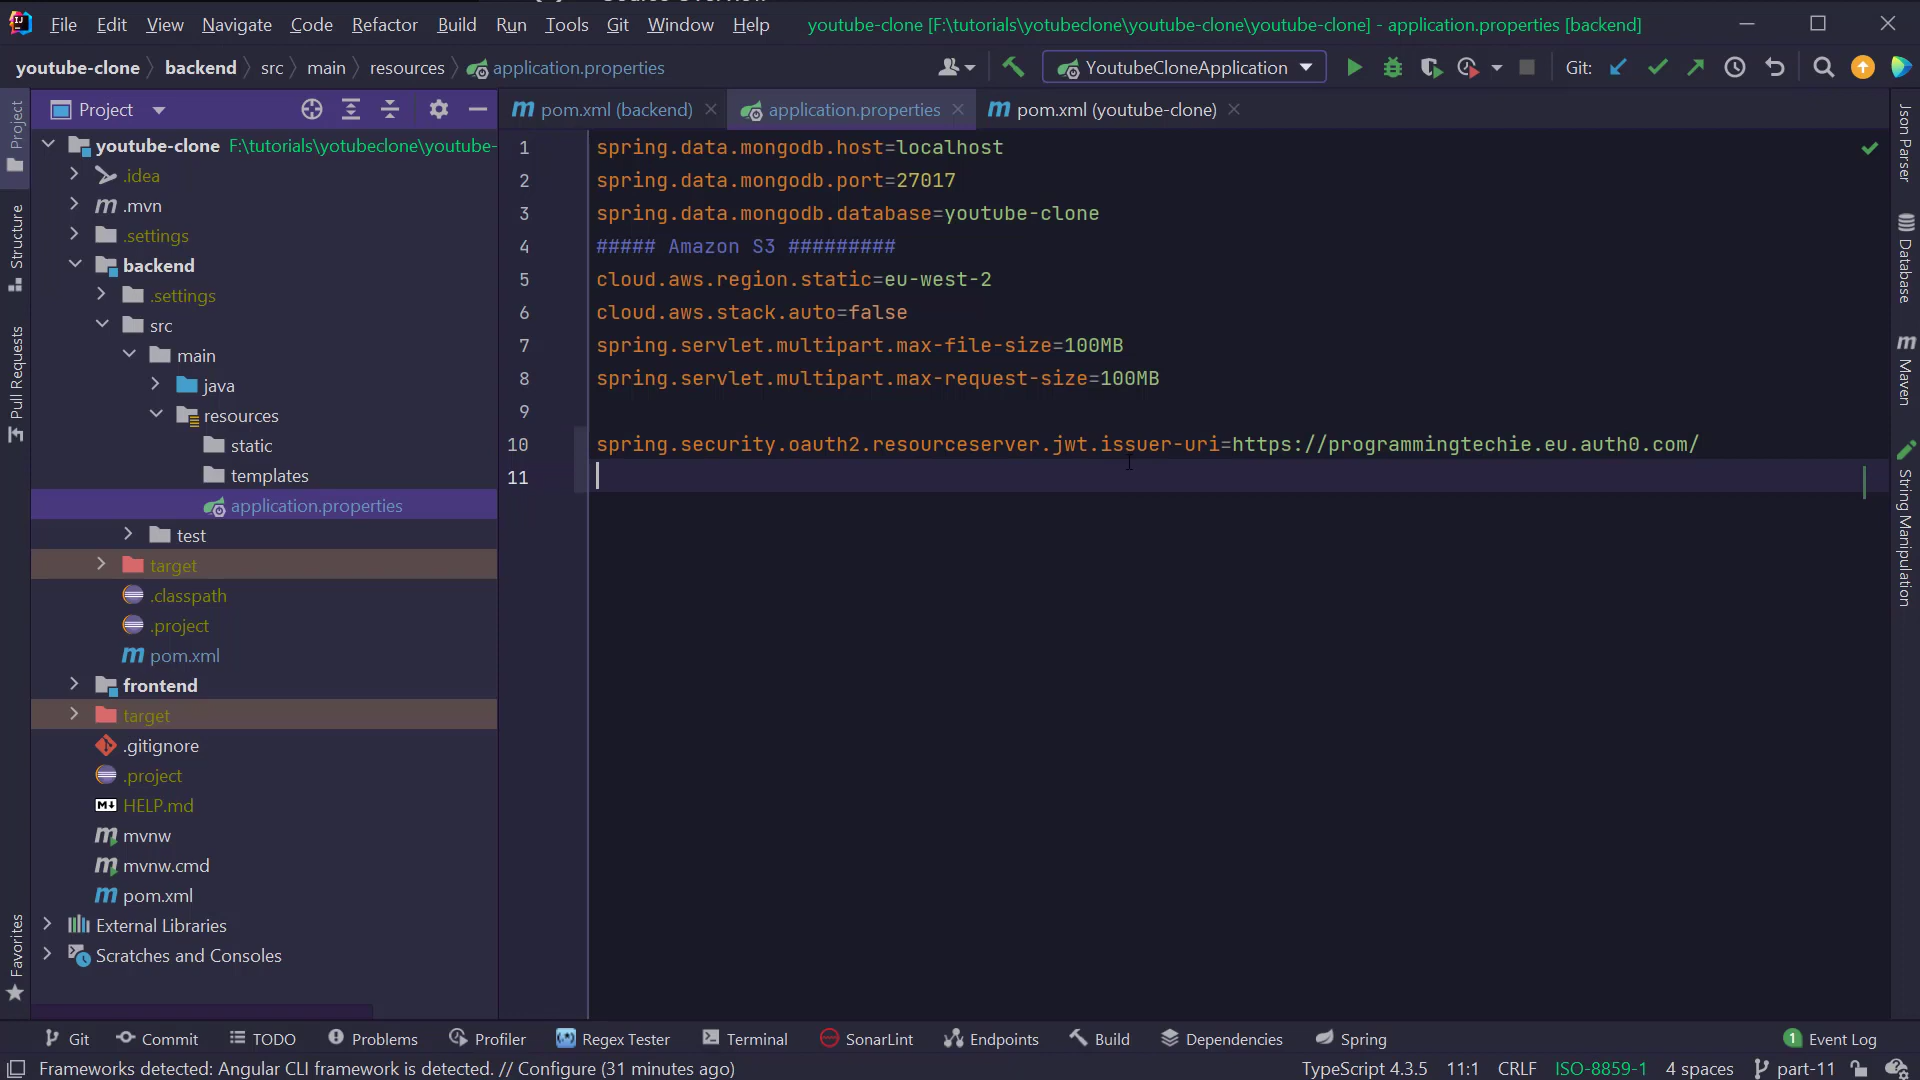 File Edit View Navigate Code Refactor Build Run Tools Git Window Help youtube-clone [F:\tutorials\yotubeclone\youtube-clone\youtube-clone] - application.properties [backend]
youtube-clone backend src main resources application.properties YoutubeCloneApplication Git:
Project pom.xml (backend) application.properties pom.xml (youtube-clone)
youtube-clone F:\tutorials\yotubeclone\youtube-
.idea
.mvn
.settings
backend
.settings
src
main
java
resources
static
templates
application.properties
test
target
.classpath
.project
pom.xml
frontend
target
.gitignore
.project
HELP.md
mvnw
mvnw.cmd
pom.xml
External Libraries
Scratches and Consoles
1 spring.data.mongodb.host=localhost
2 spring.data.mongodb.port=27017
3 spring.data.mongodb.database=youtube-clone
4 ##### Amazon S3 #########
5 cloud.aws.region.static=eu-west-2
6 cloud.aws.stack.auto=false
7 spring.servlet.multipart.max-file-size=100MB
8 spring.servlet.multipart.max-request-size=100MB
9
10 spring.security.oauth2.resourceserver.jwt.issuer-uri=https://programmingtechie.eu.auth0.com/
11
Project
Structure
Pull Requests
Favorites
Json Parser
Database
Maven
String Manipulation
Git Commit TODO Problems Profiler Regex Tester Terminal SonarLint Endpoints Build Dependencies Spring 1 Event Log
Frameworks detected: Angular CLI framework is detected. // Configure (31 minutes ago) TypeScript 4.3.5 11:1 CRLF ISO-8859-1 4 spaces part-11